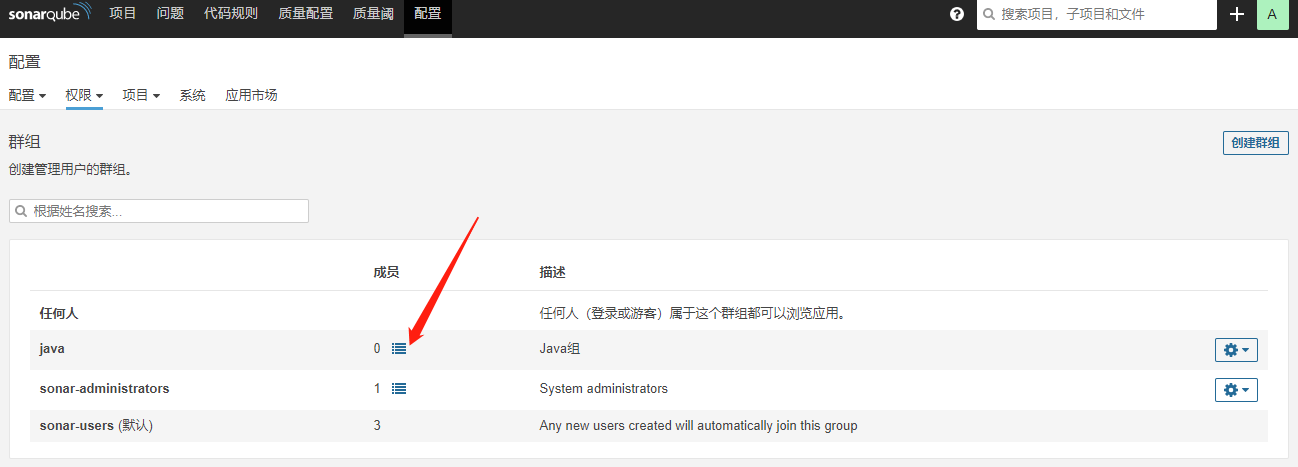 sonarqube 项目 问题 代码规则 质量配置 质量阈 配置 ? 搜索项目，子项目和文件 + A
配置
配置 权限 项目 系统 应用市场
群组 创建群组
创建管理用户的群组。
根据姓名搜索...
成员 描述
任何人 任何人（登录或游客）属于这个群组都可以浏览应用。
java 0 Java组
sonar-administrators 1 System administrators
sonar-users (默认) 3 Any new users created will automatically join this group